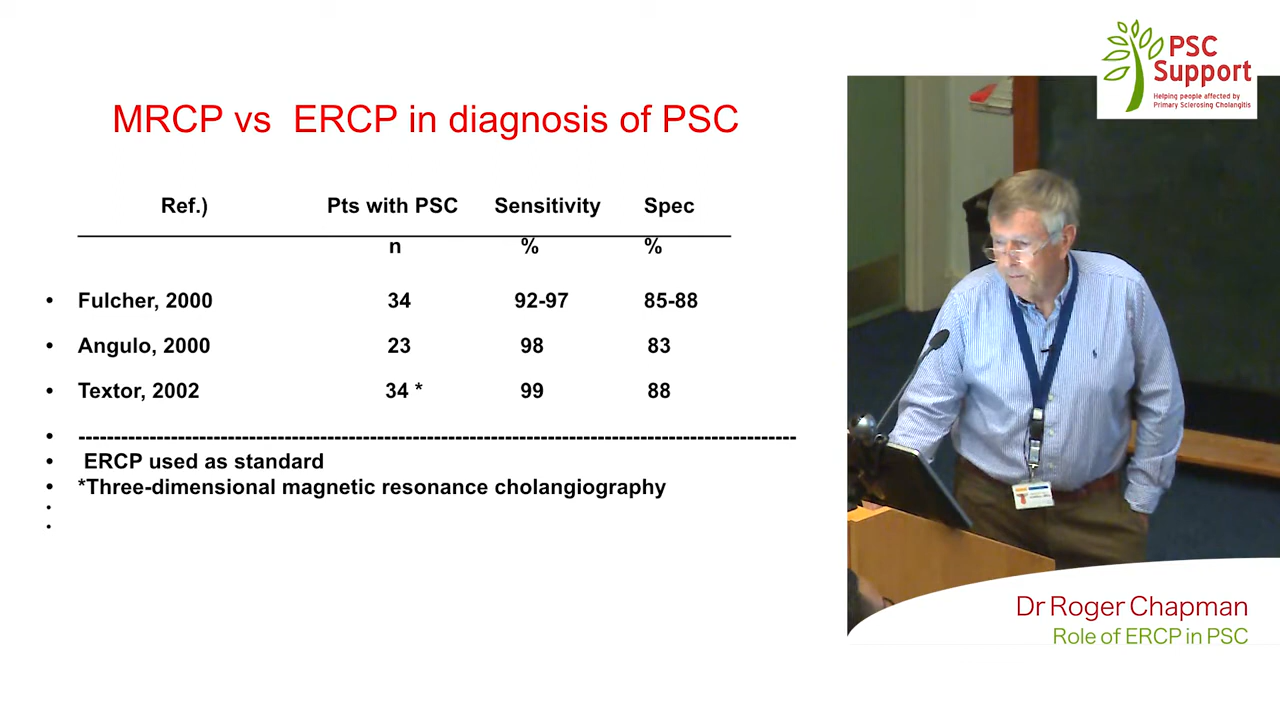 PSC
Support
Helping people affected by
Primary Sclerosing Cholangitis
MRCP vs ERCP in diagnosis of PSC
Ref.) Pts with PSC Sensitivity Spec
n % %
• Fulcher, 2000 34 92-97 85-88
• Angulo, 2000 23 98 83
• Textor, 2002 34 * 99 88
• ----------------------------------------------------------------------------------------------------
• ERCP used as standard
• *Three-dimensional magnetic resonance cholangiography
•
•
Dr Roger Chapman
Role of ERCP in PSC